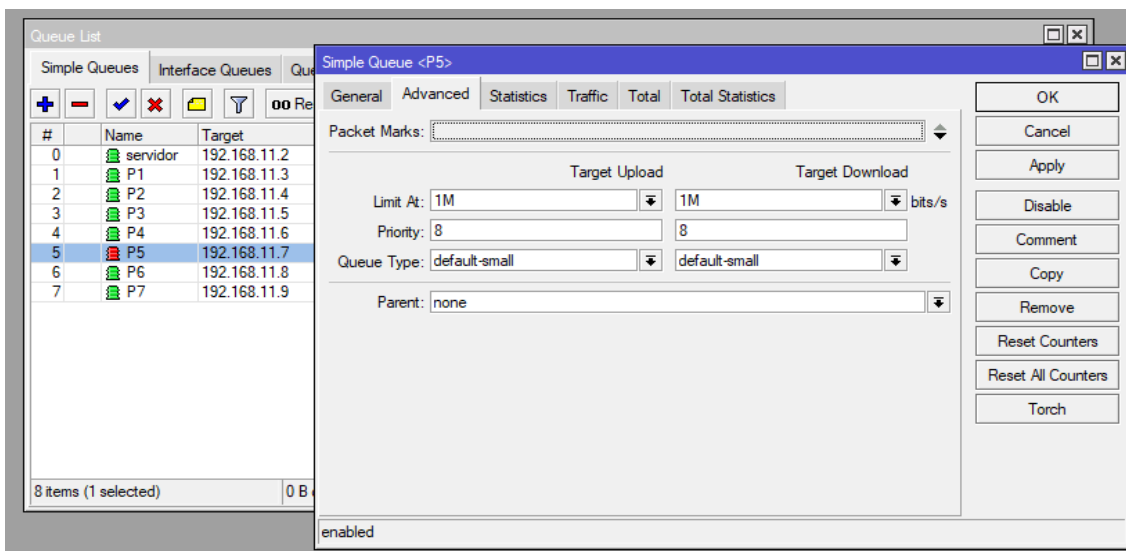 Queue List
Simple Queues Interface Queues Que
Re
# Name Target
0 servidor 192.168.11.2
1 P1 192.168.11.3
2 P2 192.168.11.4
3 P3 192.168.11.5
4 P4 192.168.11.6
5 P5 192.168.11.7
6 P6 192.168.11.8
7 P7 192.168.11.9
8 items (1 selected) 0 B
Simple Queue <P5>
General Advanced Statistics Traffic Total Total Statistics
Packet Marks:
Target Upload Target Download
Limit At: 1M 1M bits/s
Priority: 8 8
Queue Type: default-small default-small
Parent: none
enabled
OK
Cancel
Apply
Disable
Comment
Copy
Remove
Reset Counters
Reset All Counters
Torch